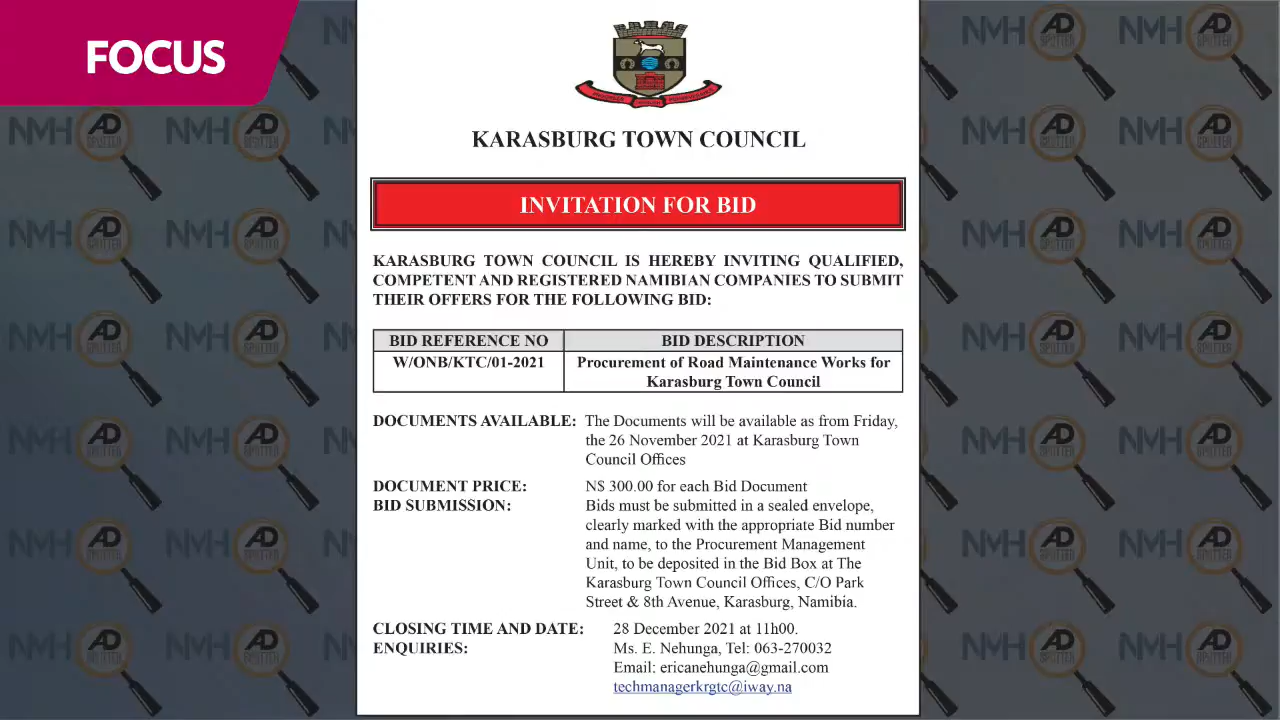 FOCUS
KARASBURG TOWN COUNCIL
INVITATION FOR BID
KARASBURG TOWN COUNCIL IS HEREBY INVITING QUALIFIED,
COMPETENT AND REGISTERED NAMIBIAN COMPANIES TO SUBMIT
THEIR OFFERS FOR THE FOLLOWING BID:
BID REFERENCE NO BID DESCRIPTION
W/ONB/KTC/01-2021 Procurement of Road Maintenance Works for
Karasburg Town Council
DOCUMENTS AVAILABLE: The Documents will be available as from Friday,
the 26 November 2021 at Karasburg Town
Council Offices
DOCUMENT PRICE: N$ 300.00 for each Bid Document
BID SUBMISSION: Bids must be submitted in a sealed envelope,
clearly marked with the appropriate Bid number
and name, to the Procurement Management
Unit, to be deposited in the Bid Box at The
Karasburg Town Council Offices, C/O Park
Street & 8th Avenue, Karasburg, Namibia.
CLOSING TIME AND DATE: 28 December 2021 at 11h00.
ENQUIRIES: Ms. E. Nehunga, Tel: 063-270032
Email: ericanehunga@gmail.com
techmanagerkrgtc@iway.na
NMH AD SPOTTER